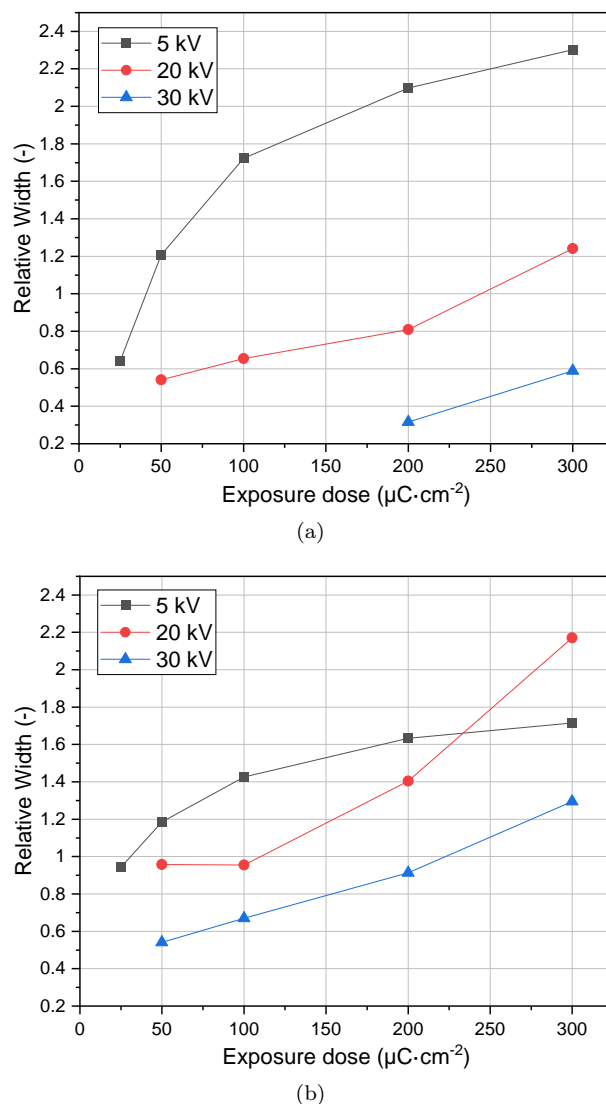 2.4
2.2
2
1.8
1.6
1.4
1.2
1
0.8
0.6
0.4
0.2
Relative Width (-)
5 kV
20 kV
30 kV
0 50 100 150 200 250 300
Exposure dose (µC·cm⁻²)
(a)
2.4
2.2
2
1.8
1.6
1.4
1.2
1
0.8
0.6
0.4
0.2
Relative Width (-)
5 kV
20 kV
30 kV
0 50 100 150 200 250 300
Exposure dose (µC·cm⁻²)
(b)